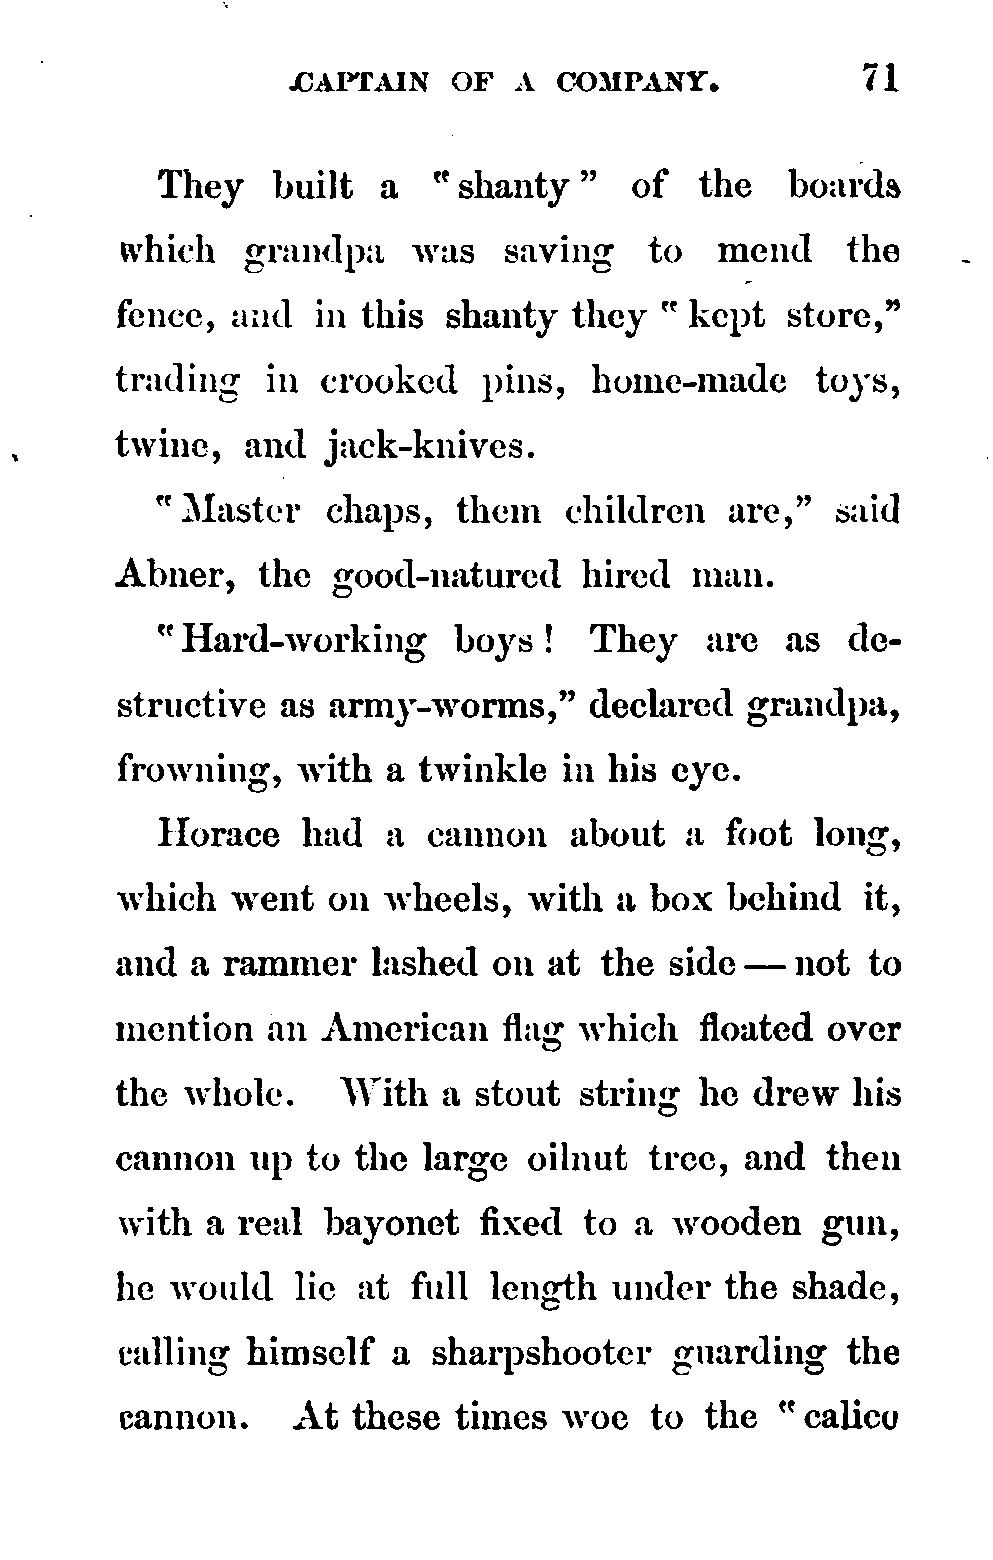 CAPTAIN OF A COMPANY. 71
They built a "shanty" of the boards
which grandpa was saving to mend the
fence, and in this shanty they "kept store,"
trading in crooked pins, home-made toys,
twine, and jack-knives.
"Master chaps, them children are," said
Abner, the good-natured hired man.
"Hard-working boys! They are as de-
structive as army-worms," declared grandpa,
frowning, with a twinkle in his eye.
Horace had a cannon about a foot long,
which went on wheels, with a box behind it,
and a rammer lashed on at the side — not to
mention an American flag which floated over
the whole. With a stout string he drew his
cannon up to the large oilnut tree, and then
with a real bayonet fixed to a wooden gun,
he would lie at full length under the shade,
calling himself a sharpshooter guarding the
cannon. At these times woe to the "calico